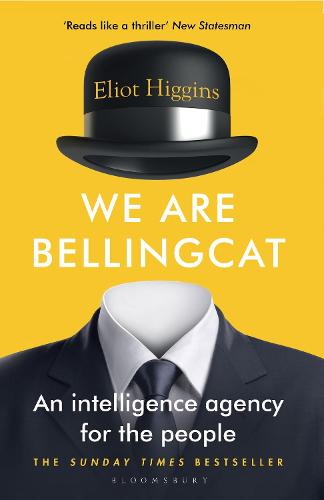 ‘Reads like a thriller’ New Statesman
Eliot Higgins
WE ARE
BELLINGCAT
An intelligence agency
for the people
THE SUNDAY TIMES BESTSELLER
BLOOMSBURY